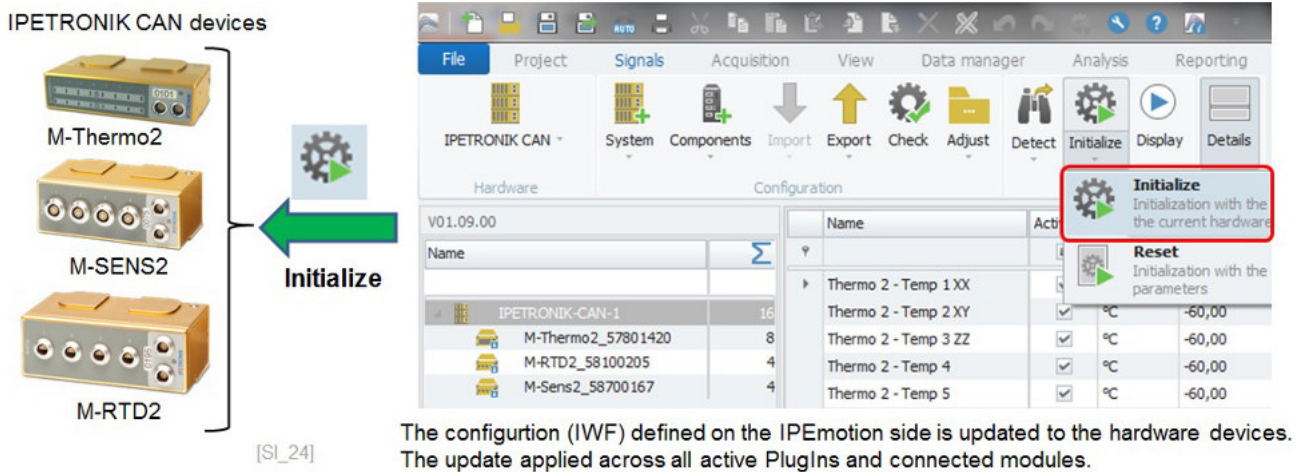 IPETRONIK CAN devices
M-Thermo2
M-SENS2
M-RTD2
Initialize
[SI_24]
AUTO
File Project Signals Acquisition View Data manager Analysis Reporting
IPETRONIK CAN System Components Import Export Check Adjust Detect Initialize Display Details
Hardware Configuration
Initialize
Initialization with the
the current hardware
Reset
Initialization with the
parameters
V01.09.00
Name Σ
IPETRONIK-CAN-1 16
M-Thermo2_57801420 8
M-RTD2_58100205 4
M-Sens2_58700167 4
Name Acti
Thermo 2 - Temp 1 XX
Thermo 2 - Temp 2 XY °C -60,00
Thermo 2 - Temp 3 ZZ °C -60,00
Thermo 2 - Temp 4 °C -60,00
Thermo 2 - Temp 5 °C -60,00
The configurtion (IWF) defined on the IPEmotion side is updated to the hardware devices.
The update applied across all active PlugIns and connected modules.